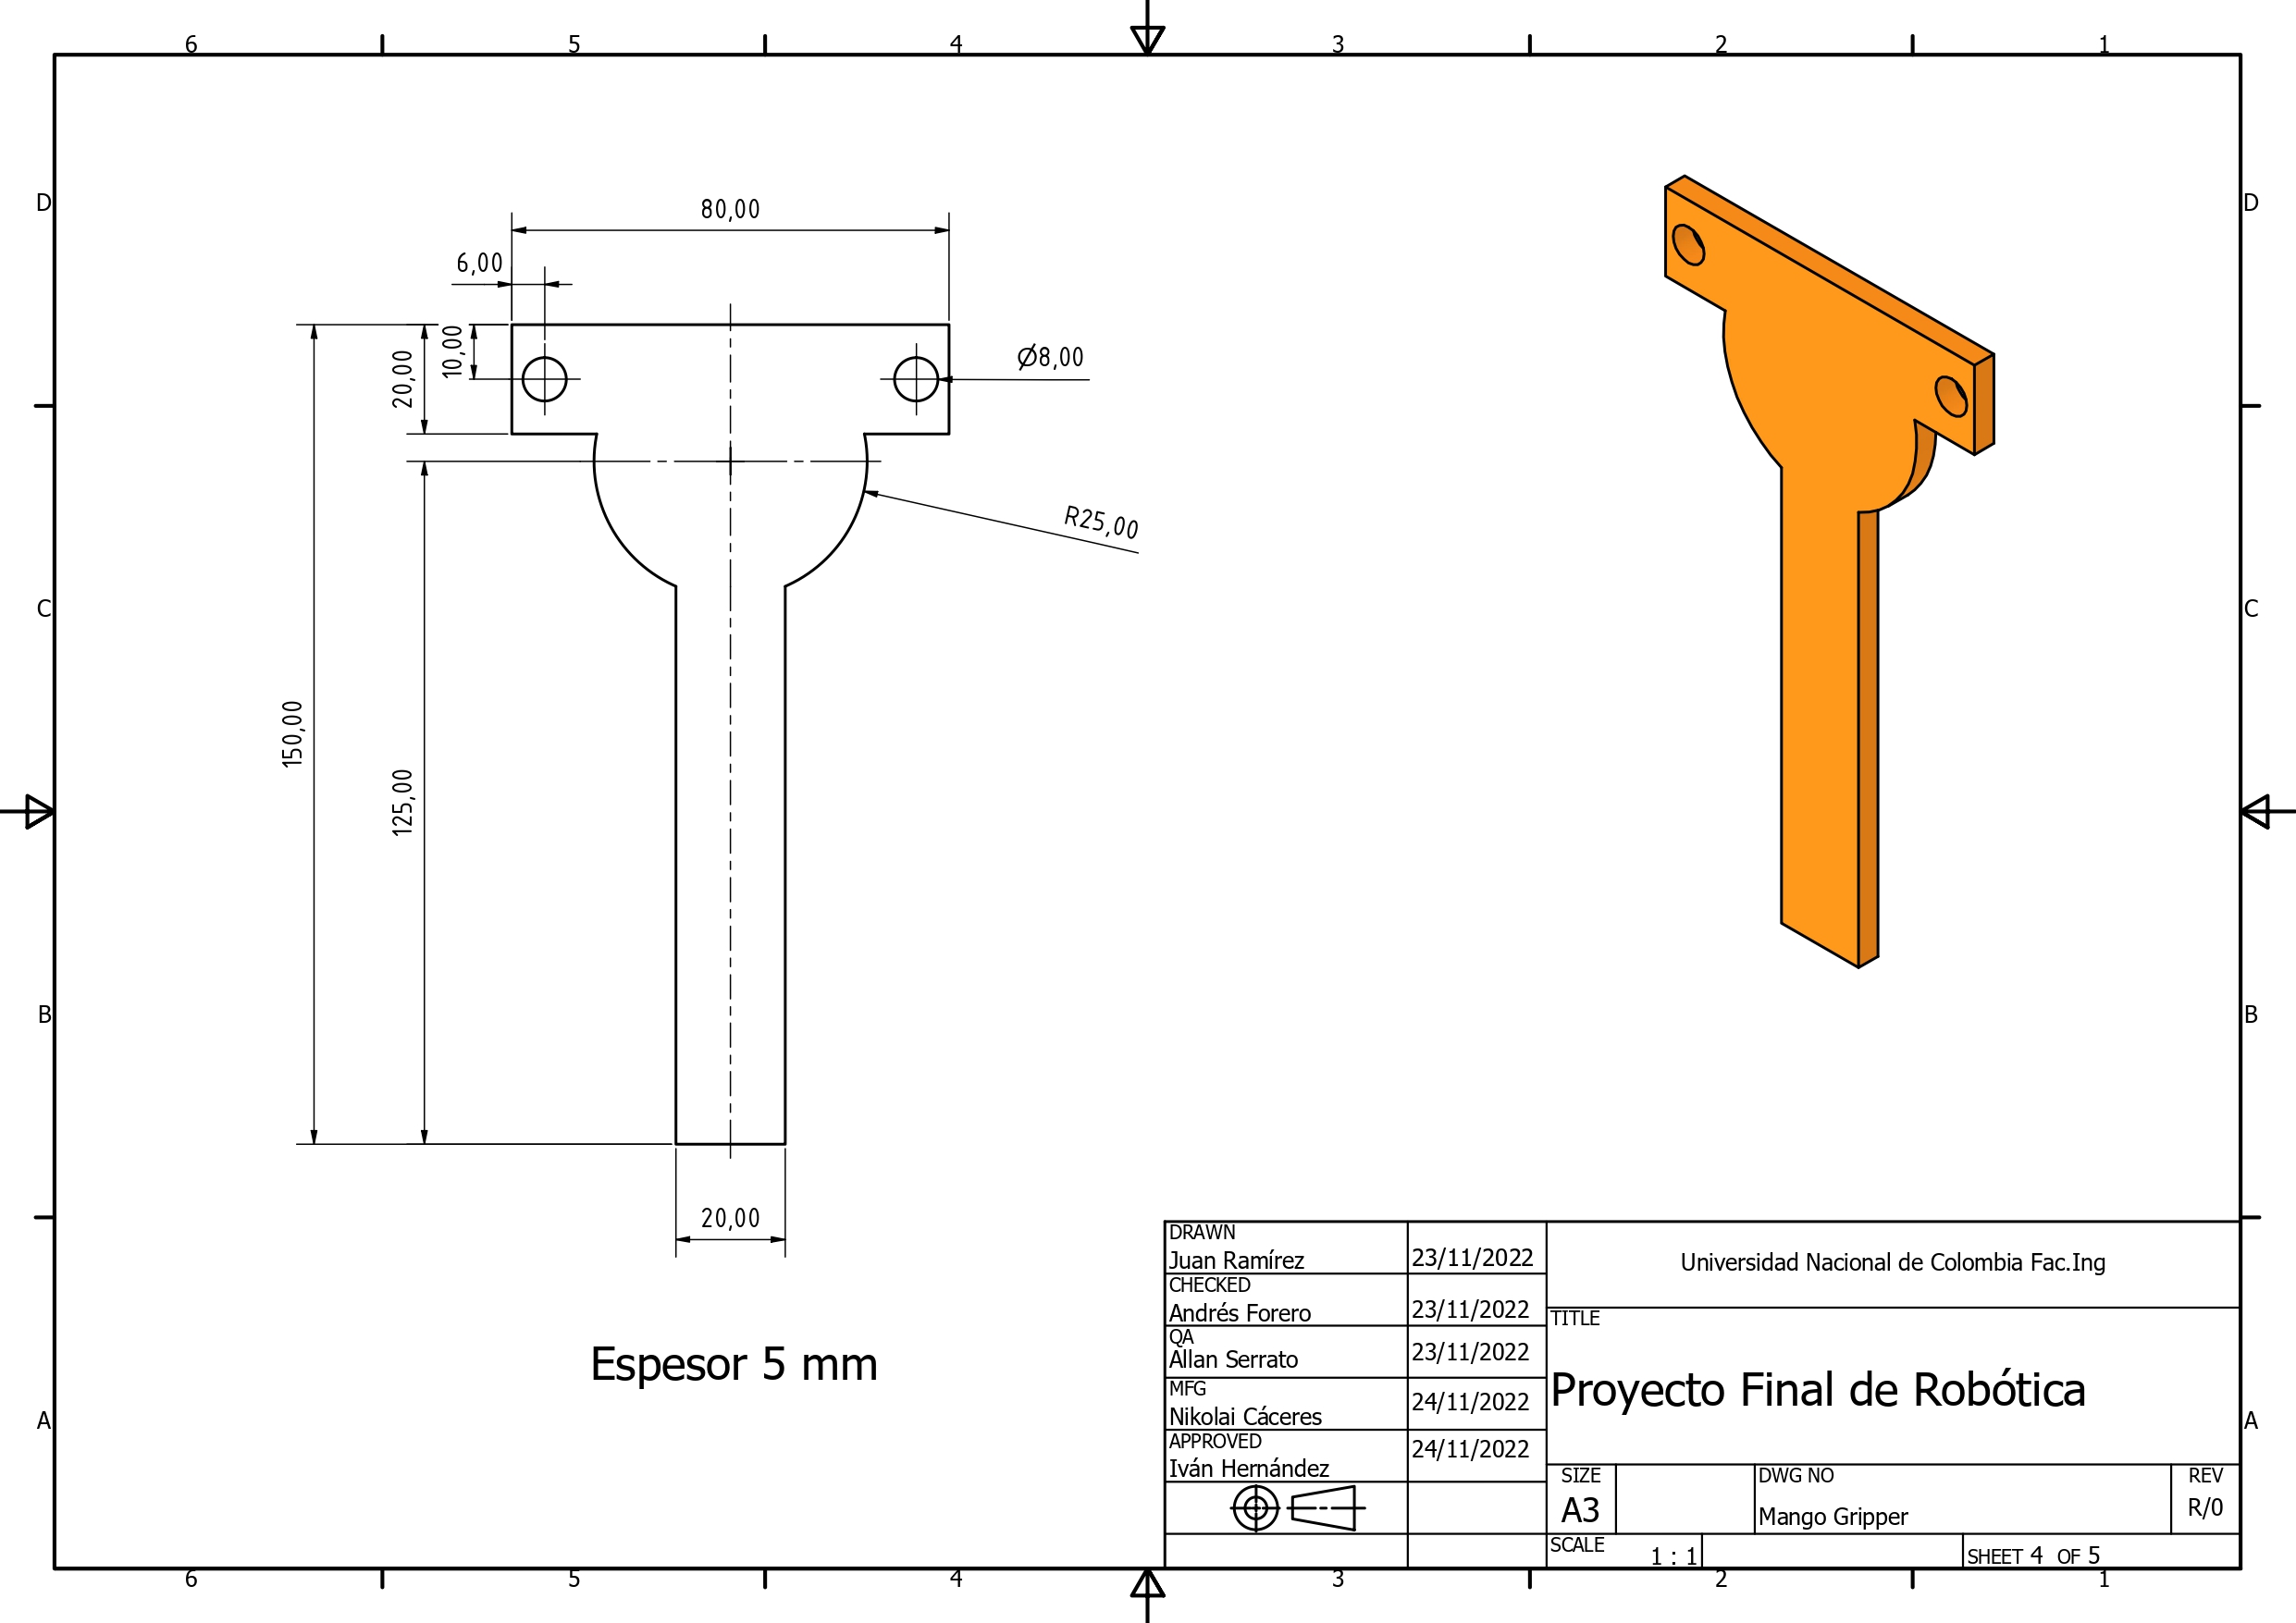 6 5 4 3 2 1
D D
80,00
6,00
10,00
20,00
Ø8,00
R25,00
C C
150,00
125,00
B B
20,00
Espesor 5 mm
A A
DRAWN
Juan Ramírez 23/11/2022
CHECKED
Andrés Forero 23/11/2022
QA
Allan Serrato 23/11/2022
MFG
Nikolai Cáceres 24/11/2022
APPROVED
Iván Hernández 24/11/2022
Universidad Nacional de Colombia Fac.Ing
TITLE
Proyecto Final de Robótica
SIZE
A3
DWG NO
Mango Gripper
REV
R/0
SCALE
1 : 1
SHEET 4 OF 5
6 5 4 3 2 1